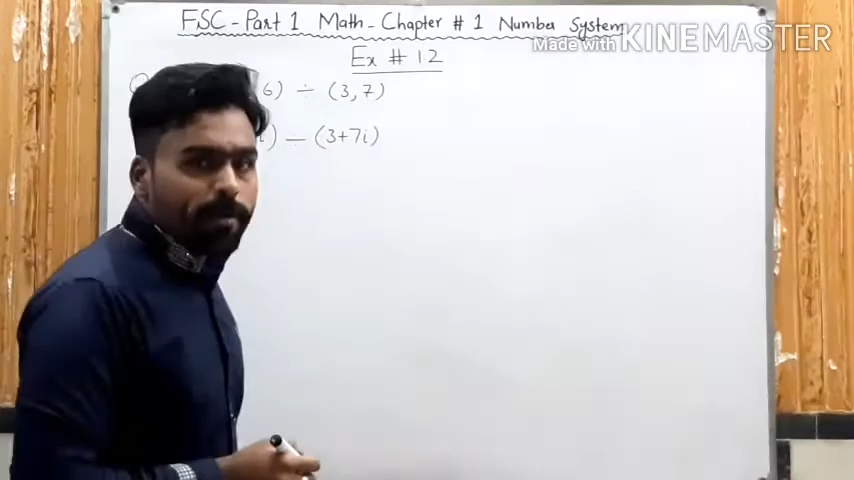 FSC-Part 1 Math-Chapter # 1 Number System
Made with KINEMASTER
Ex # 12
6) ÷ (3, 7)
) — (3+7i)